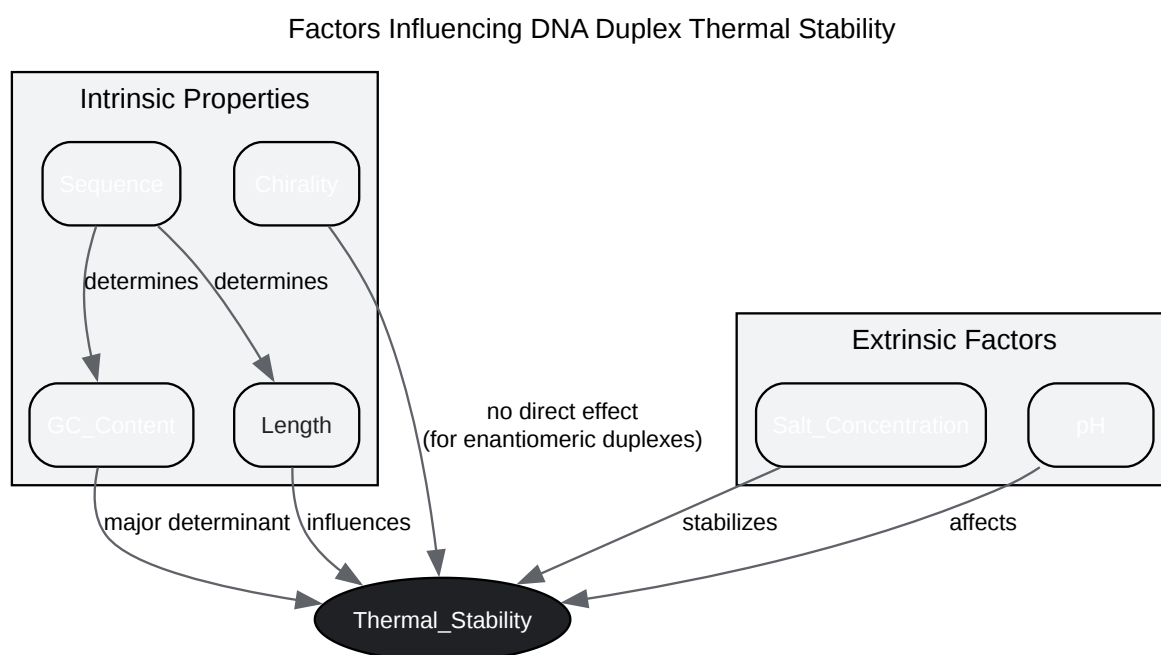 Factors Influencing DNA Duplex Thermal Stability
Intrinsic Properties
Sequence
Chirality
determines
determines
Extrinsic Factors
GC_Content
Length
no direct effect
(for enantiomeric duplexes)
Salt_Concentration
pH
major determinant
influences
stabilizes
affects
Thermal_Stability